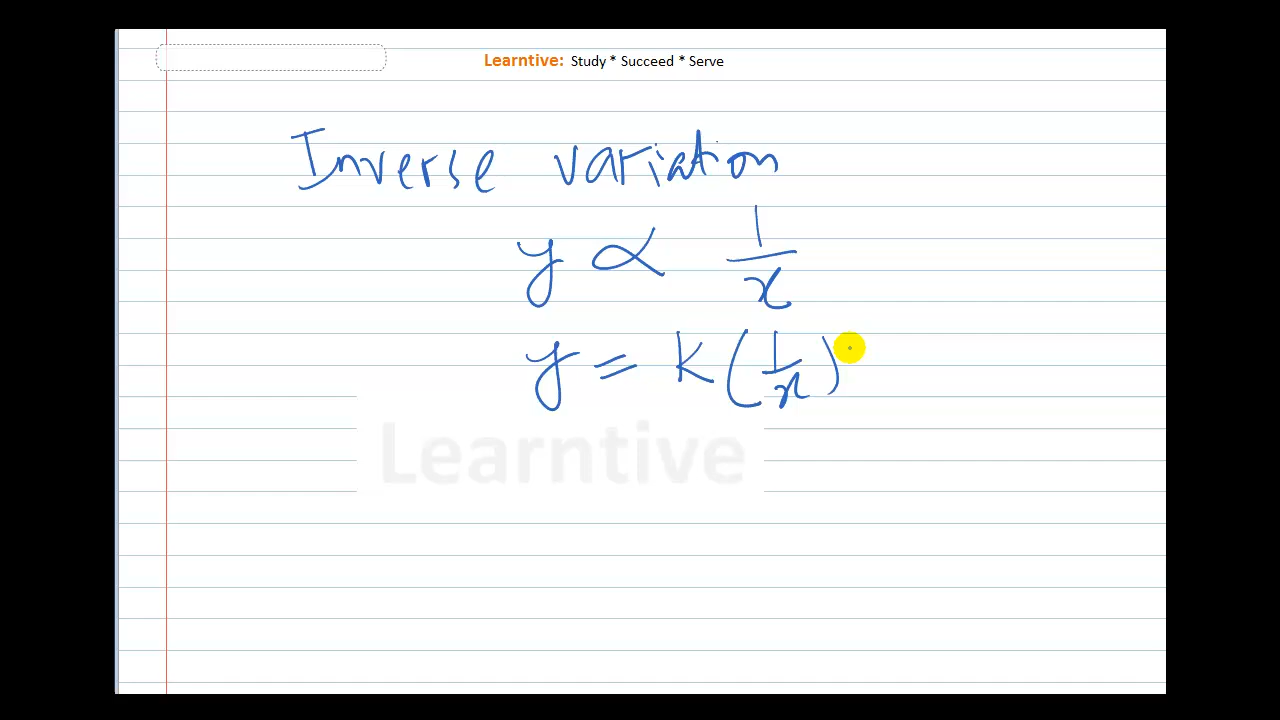 Learntive: Study * Succeed * Serve
Inverse variation
y ∝ 1/x
y = k(1/x)
Learntive